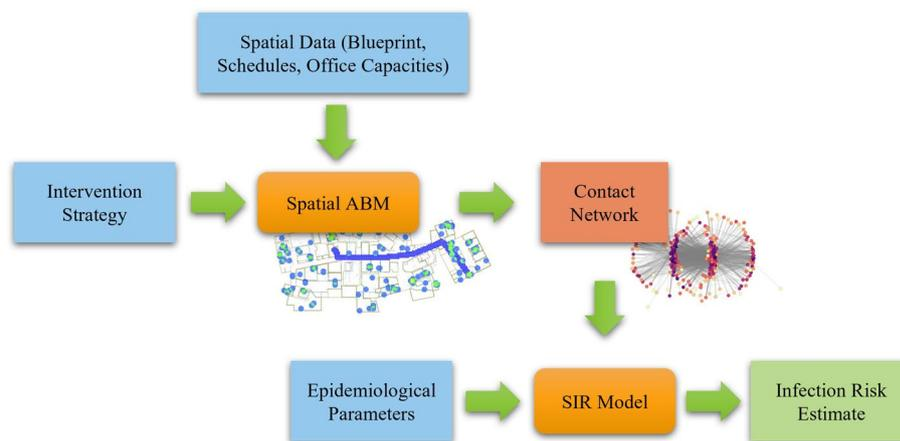 Spatial Data (Blueprint,
Schedules, Office Capacities)
Intervention
Strategy
Spatial ABM
Contact
Network
Epidemiological
Parameters
SIR Model
Infection Risk
Estimate